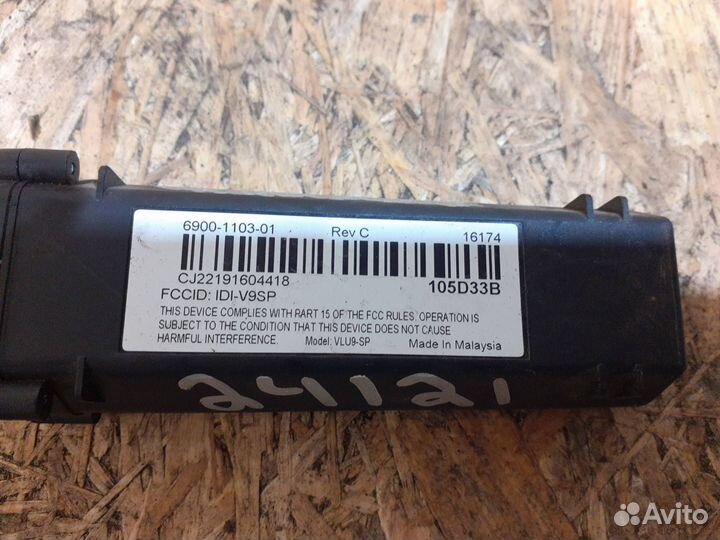 6900-1103-01 Rev C 16174
CJ22191604418 105D33B
FCCID: IDI-V9SP
THIS DEVICE COMPLIES WITH PART 15 OF THE FCC RULES. OPERATION IS
SUBJECT TO THE CONDITION THAT THIS DEVICE DOES NOT CAUSE
HARMFUL INTERFERENCE. Model: VLU9-SP Made In Malaysia
24121
Avito